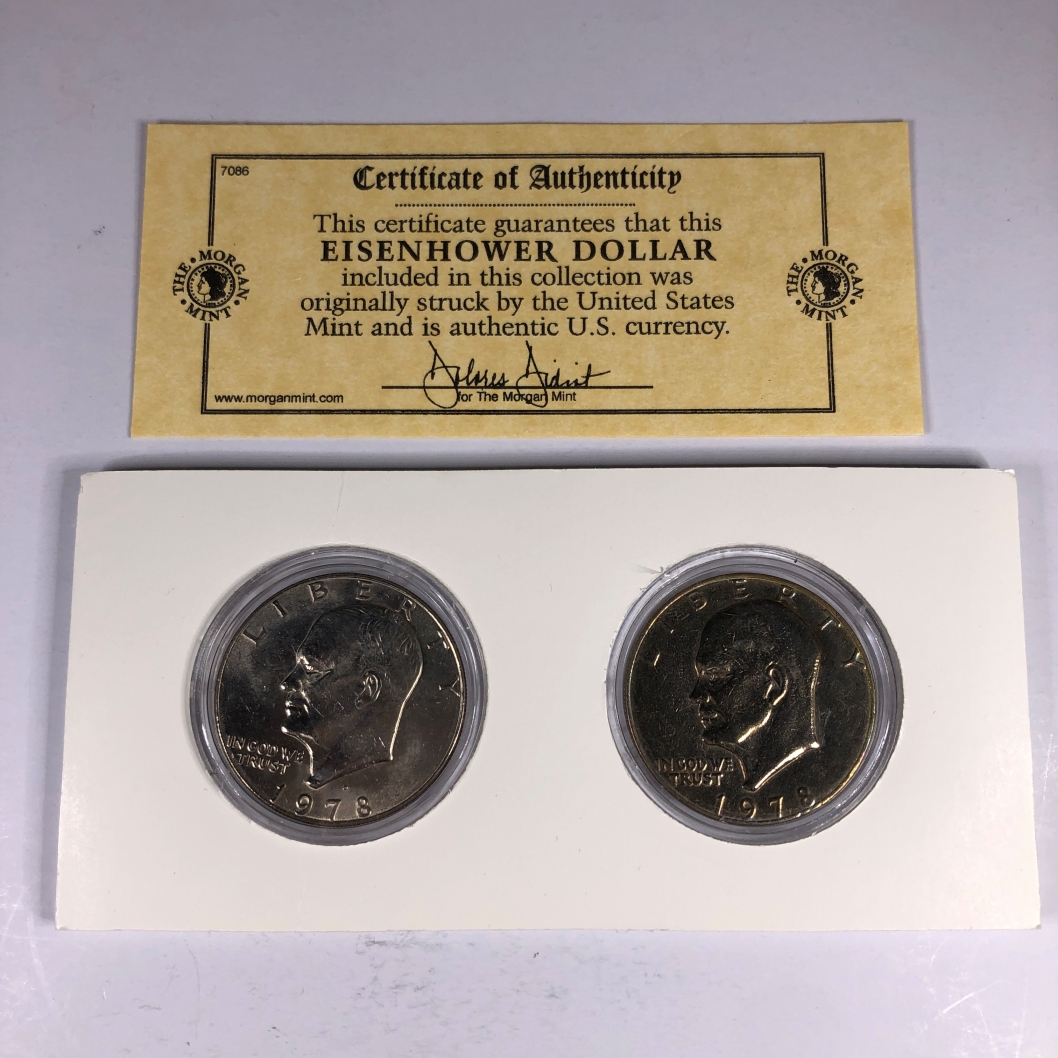 7086
Certificate of Authenticity
This certificate guarantees that this
EISENHOWER DOLLAR
included in this collection was
originally struck by the United States
Mint and is authentic U.S. currency.
THE MORGAN MINT
THE MORGAN MINT
www.morganmint.com
for The Morgan Mint
LIBERTY
IN GOD WE
TRUST
1978
LIBERTY
IN GOD WE
TRUST
1978